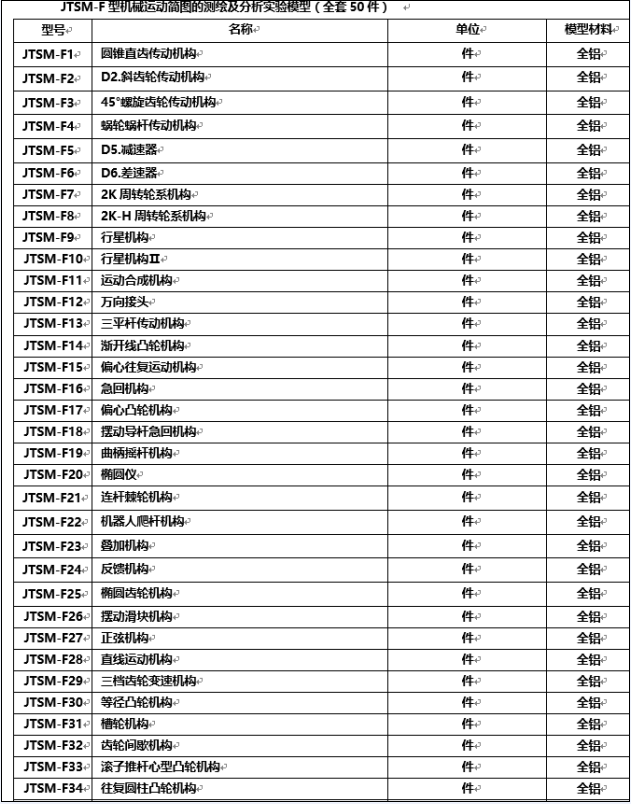 JTSM-F 型机械运动简图的测绘及分析实验模型（全套 50 件）
型号 名称 单位 模型材料
JTSM-F1 圆锥直齿传动机构 件 全铝
JTSM-F2 D2.斜齿轮传动机构 件 全铝
JTSM-F3 45°螺旋齿轮传动机构 件 全铝
JTSM-F4 蜗轮蜗杆传动机构 件 全铝
JTSM-F5 D5.减速器 件 全铝
JTSM-F6 D6.差速器 件 全铝
JTSM-F7 2K 周转轮系机构 件 全铝
JTSM-F8 2K-H 周转轮系机构 件 全铝
JTSM-F9 行星机构 件 全铝
JTSM-F10 行星机构Ⅱ 件 全铝
JTSM-F11 运动合成机构 件 全铝
JTSM-F12 万向接头 件 全铝
JTSM-F13 三平杆传动机构 件 全铝
JTSM-F14 渐开线凸轮机构 件 全铝
JTSM-F15 偏心往复运动机构 件 全铝
JTSM-F16 急回机构 件 全铝
JTSM-F17 偏心凸轮机构 件 全铝
JTSM-F18 摆动导杆急回机构 件 全铝
JTSM-F19 曲柄摇杆机构 件 全铝
JTSM-F20 椭圆仪 件 全铝
JTSM-F21 连杆棘轮机构 件 全铝
JTSM-F22 机器人爬杆机构 件 全铝
JTSM-F23 叠加机构 件 全铝
JTSM-F24 反馈机构 件 全铝
JTSM-F25 椭圆齿轮机构 件 全铝
JTSM-F26 摆动滑块机构 件 全铝
JTSM-F27 正弦机构 件 全铝
JTSM-F28 直线运动机构 件 全铝
JTSM-F29 三档齿轮变速机构 件 全铝
JTSM-F30 等径凸轮机构 件 全铝
JTSM-F31 槽轮机构 件 全铝
JTSM-F32 齿轮间歇机构 件 全铝
JTSM-F33 滚子推杆心型凸轮机构 件 全铝
JTSM-F34 往复圆柱凸轮机构 件 全铝